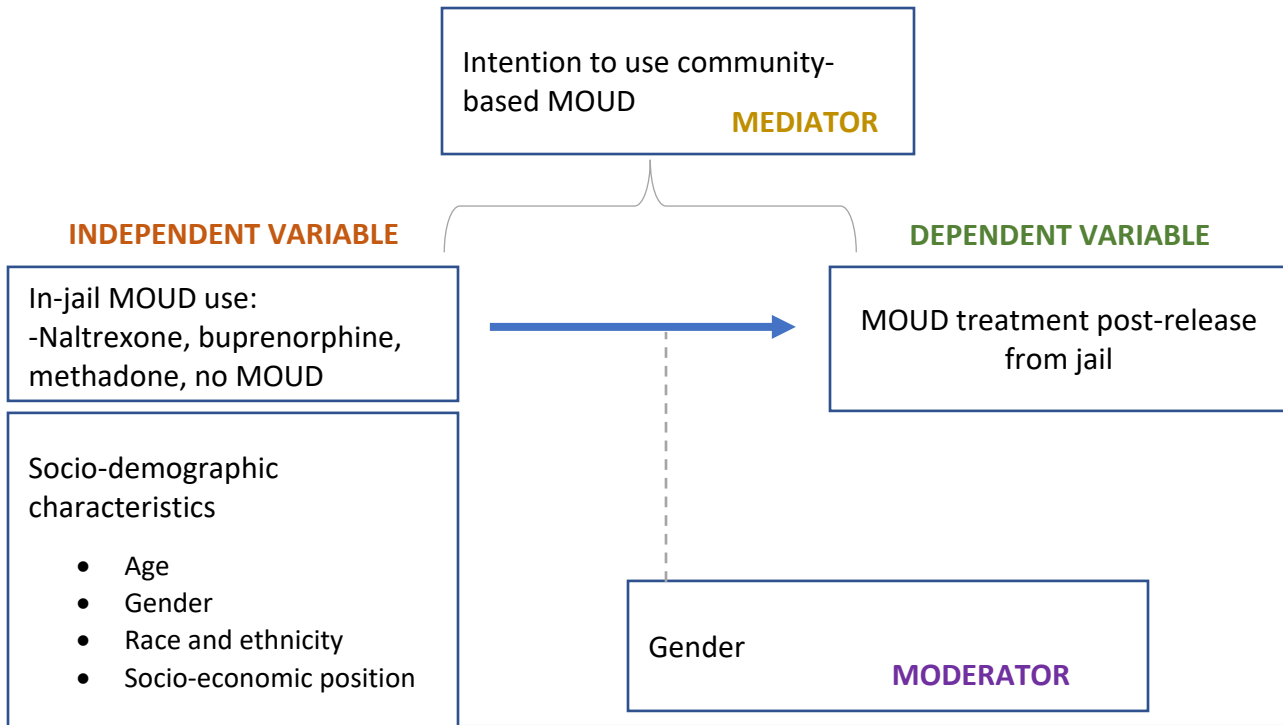 Intention to use community-
based MOUD
MEDIATOR
INDEPENDENT VARIABLE
DEPENDENT VARIABLE
In-jail MOUD use:
-Naltrexone, buprenorphine,
methadone, no MOUD
MOUD treatment post-release
from jail
Socio-demographic
characteristics
• Age
• Gender
• Race and ethnicity
• Socio-economic position
Gender
MODERATOR